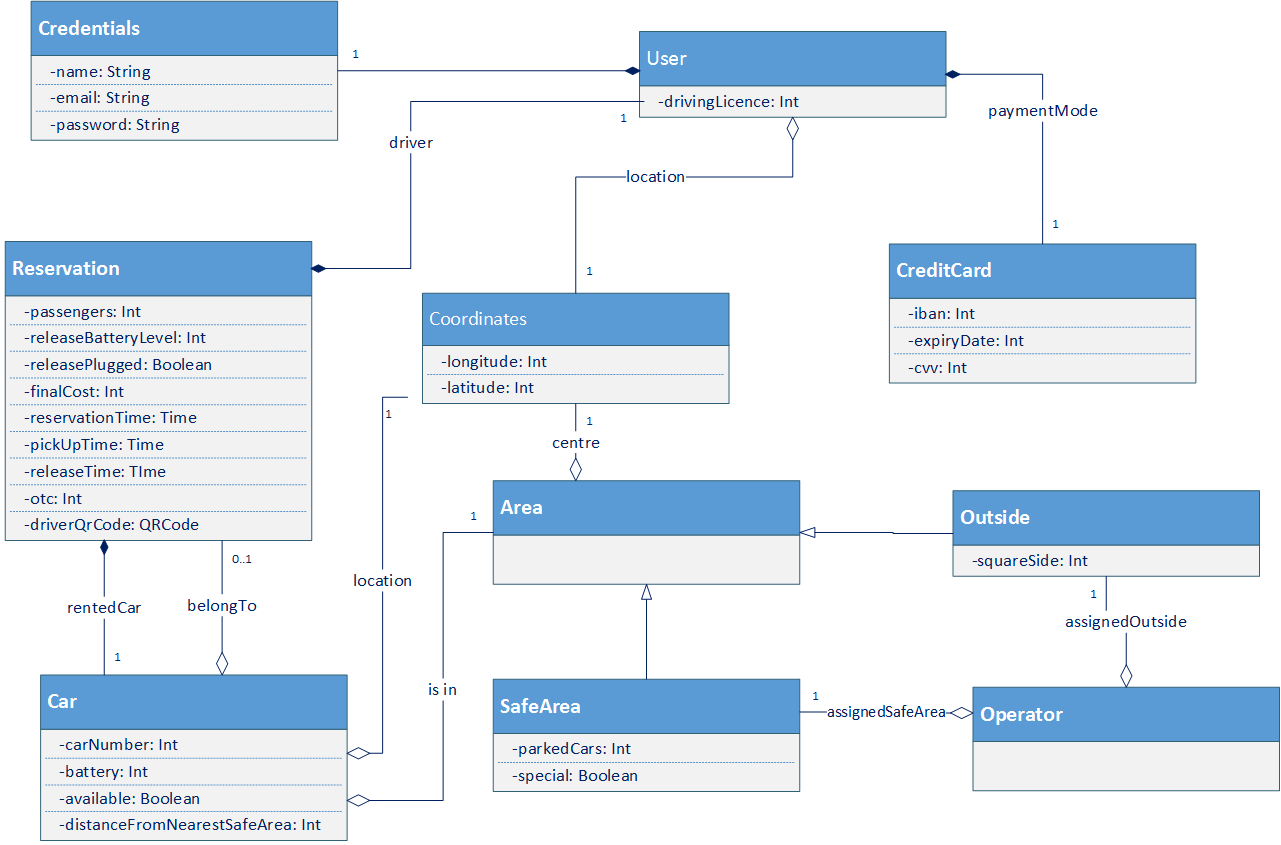 Credentials
-name: String
-email: String
-password: String
1
User
-drivingLicence: Int
1
driver
paymentMode
location
1
1
Reservation
-passengers: Int
-releaseBatteryLevel: Int
-releasePlugged: Boolean
-finalCost: Int
-reservationTime: Time
-pickUpTime: Time
-releaseTime: TIme
-otc: Int
-driverQrCode: QRCode
Coordinates
-longitude: Int
-latitude: Int
CreditCard
-iban: Int
-expiryDate: Int
-cvv: Int
1
1
centre
1
Area
Outside
-squareSide: Int
0..1
location
rentedCar
belongTo
1
assignedOutside
1
is in
Car
-carNumber: Int
-battery: Int
-available: Boolean
-distanceFromNearestSafeArea: Int
SafeArea
-parkedCars: Int
-special: Boolean
1
assignedSafeArea
Operator